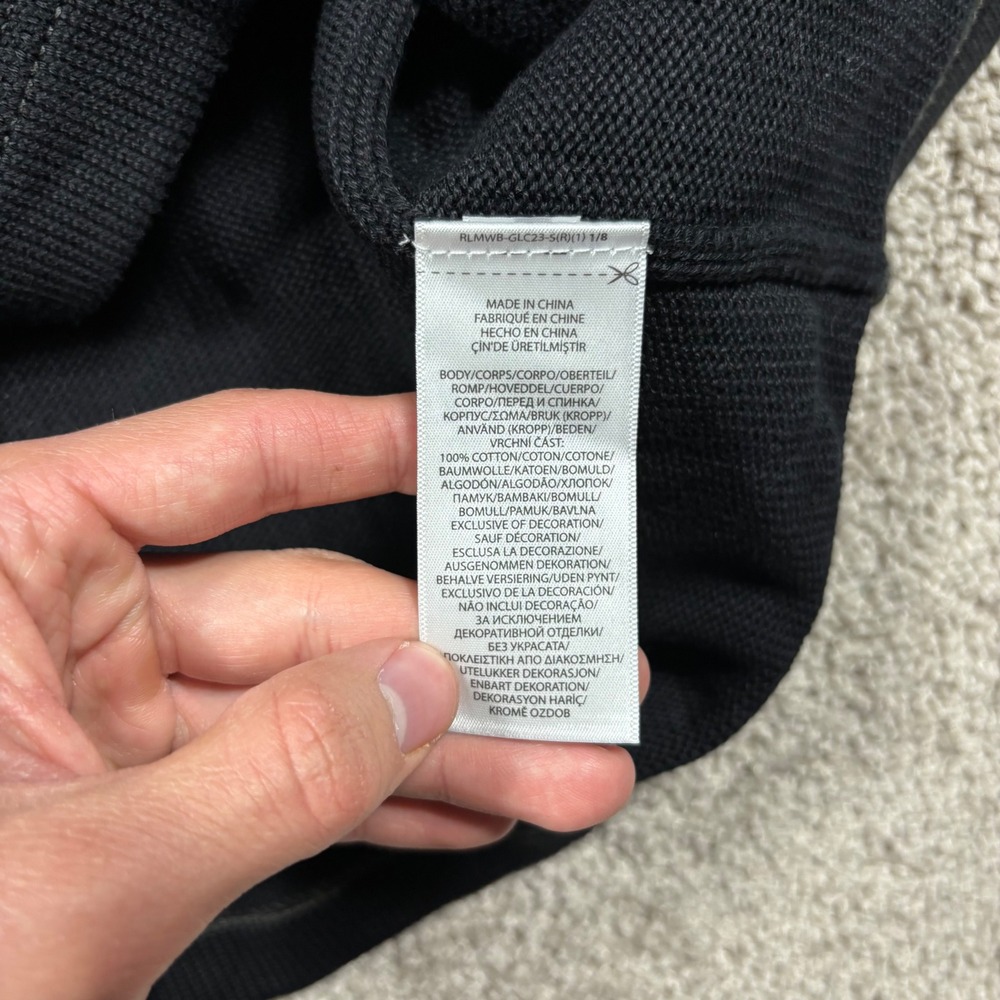 RLMWB-GLC23-S(R)(1) 1/8
MADE IN CHINA
FABRIQUÉ EN CHINE
HECHO EN CHINA
ÇİN'DE ÜRETİLMİŞTİR
BODY/CORPS/CORPO/OBERTEIL/
ROMP/HOVEDDEL/CUERPO/
CORPO/ПЕРЕД И СПИНКА/
КОРПУС/ΣΩΜΑ/BRUK (KROPP)/
ANVÄND (KROPP)/BEDEN/
VRCHNÍ ČÁST:
100% COTTON/COTON/COTONE/
BAUMWOLLE/KATOEN/BOMULD/
ALGODÓN/ALGODÃO/ХЛОПОК/
ПАМУК/ΒΑΜΒΑΚΙ/BOMULL/
BOMULL/PAMUK/BAVLNA
EXCLUSIVE OF DECORATION/
SAUF DÉCORATION/
ESCLUSA LA DECORAZIONE/
AUSGENOMMEN DEKORATION/
BEHALVE VERSIERING/UDEN PYNT/
EXCLUSIVO DE LA DECORACIÓN/
NÃO INCLUI DECORAÇÃO/
ЗА ИСКЛЮЧЕНИЕМ
ДЕКОРАТИВНОЙ ОТДЕЛКИ/
БЕЗ УКРАСАТА/
ΠΟΚΛΕΙΣΤΙΚΗ ΑΠΟ ΔΙΑΚΟΣΜΗΣΗ/
UTELUKKER DEKORASJON/
ENBART DEKORATION/
DEKORASYON HARİÇ/
KROMĚ OZDOB